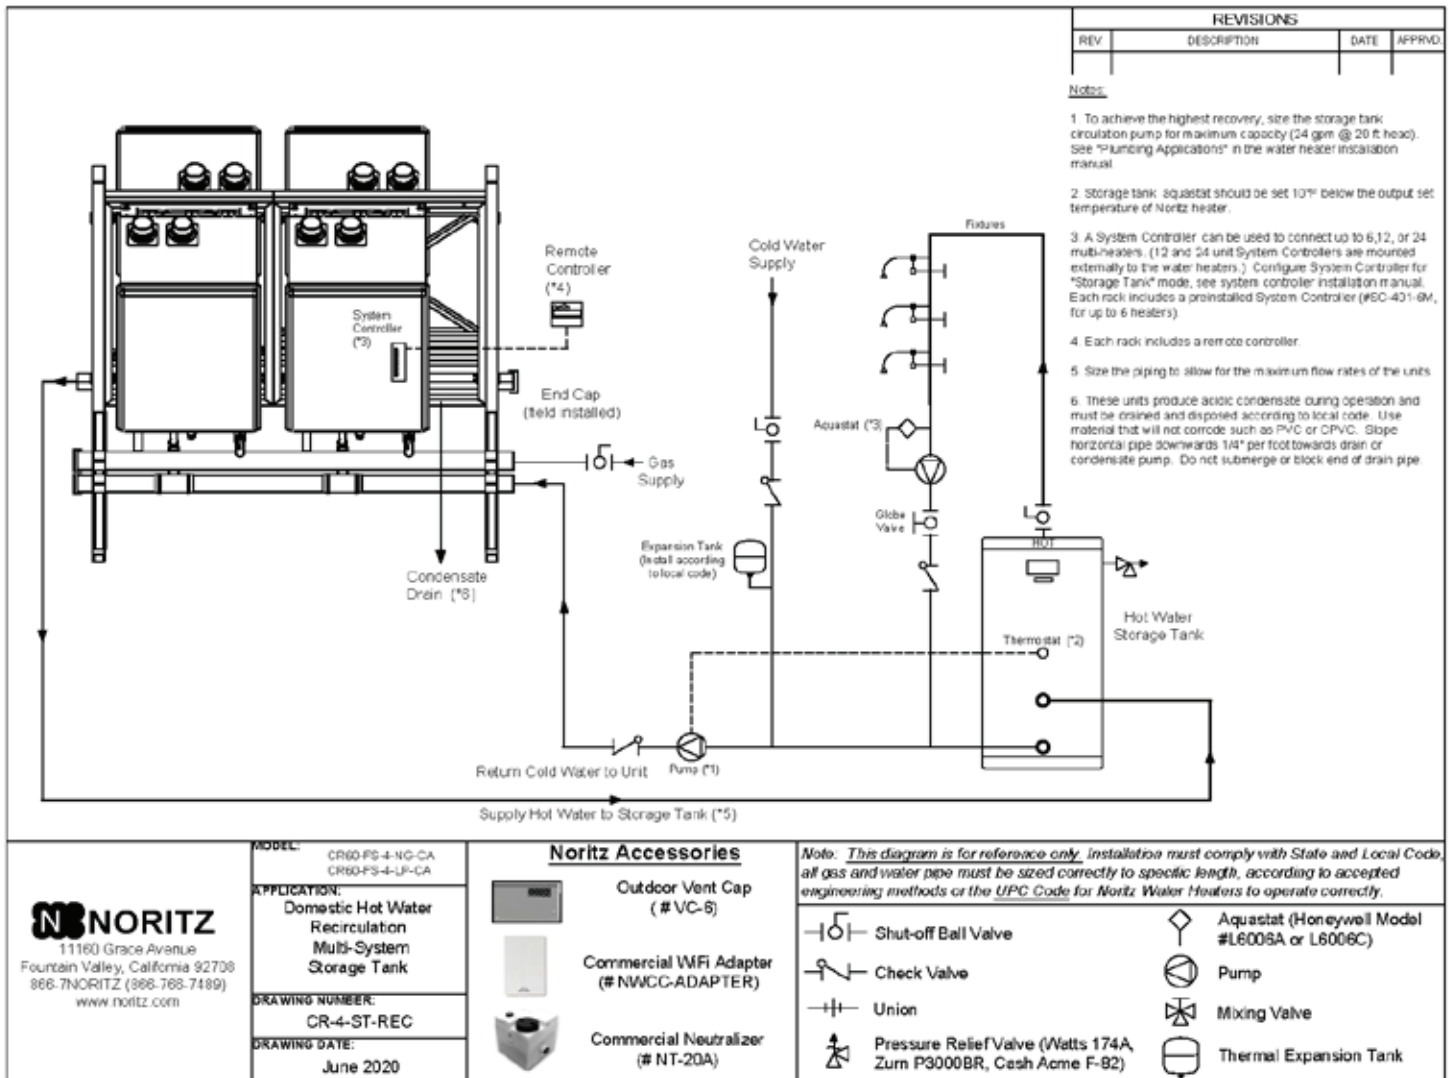 REVISIONS
REV. DESCRIPTION DATE APPRVD.
Notes:
1. To achieve the highest recovery, size the storage tank
circulation pump for maximum capacity (24 gpm @ 20 ft head).
See "Plumbing Applications" in the water heater installation
manual.
2. Storage tank aquastat should be set 10°F below the output set
temperature of Noritz heater.
3. A System Controller can be used to connect up to 6,12, or 24
multi-heaters. (12 and 24 unit System Controllers are mounted
externally to the water heaters.) Configure System Controller for
"Storage Tank" mode, see system controller installation manual.
Each rack includes a preinstalled System Controller (#SC-401-6M,
for up to 6 heaters)
4. Each rack includes a remote controller.
5. Size the piping to allow for the maximum flow rates of the units
6. These units produce acidic condensate during operation and
must be drained and disposed according to local code. Use
material that will not corrode such as PVC or CPVC. Slope
horizontal pipe downwards 1/4" per foot towards drain or
condensate pump. Do not submerge or block end of drain pipe.
Remote
Controller
(*4)
System
Controller
(*3)
End Cap
(field installed)
Gas
Supply
Condensate
Drain (*6)
Cold Water
Supply
Fixtures
Aquastat (*3)
Globe
Valve
Expansion Tank
(Install according
to local code)
HOT
Hot Water
Storage Tank
Thermostat (*2)
Return Cold Water to Unit
Pump (*1)
Supply Hot Water to Storage Tank (*5)
N NORITZ
11160 Grace Avenue
Fountain Valley, California 92708
866-7NORITZ (866-766-7489)
www.noritz.com
MODEL:
CR60-FS-4-NG-CA
CR60-FS-4-LP-CA
APPLICATION:
Domestic Hot Water
Recirculation
Multi-System
Storage Tank
DRAWING NUMBER:
CR-4-ST-REC
DRAWING DATE:
June 2020
Noritz Accessories
Outdoor Vent Cap
(#VC-6)
Commercial WiFi Adapter
(#NWCC-ADAPTER)
Commercial Neutralizer
(#NT-20A)
Note: This diagram is for reference only. Installation must comply with State and Local Code,
all gas and water pipe must be sized correctly to specific length, according to accepted
engineering methods or the UPC Code for Noritz Water Heaters to operate correctly.
Shut-off Ball Valve
Check Valve
Union
Pressure Relief Valve (Watts 174A,
Zurn P3000BR, Cash Acme F-82)
Aquastat (Honeywell Model
#L6006A or L6006C)
Pump
Mixing Valve
Thermal Expansion Tank